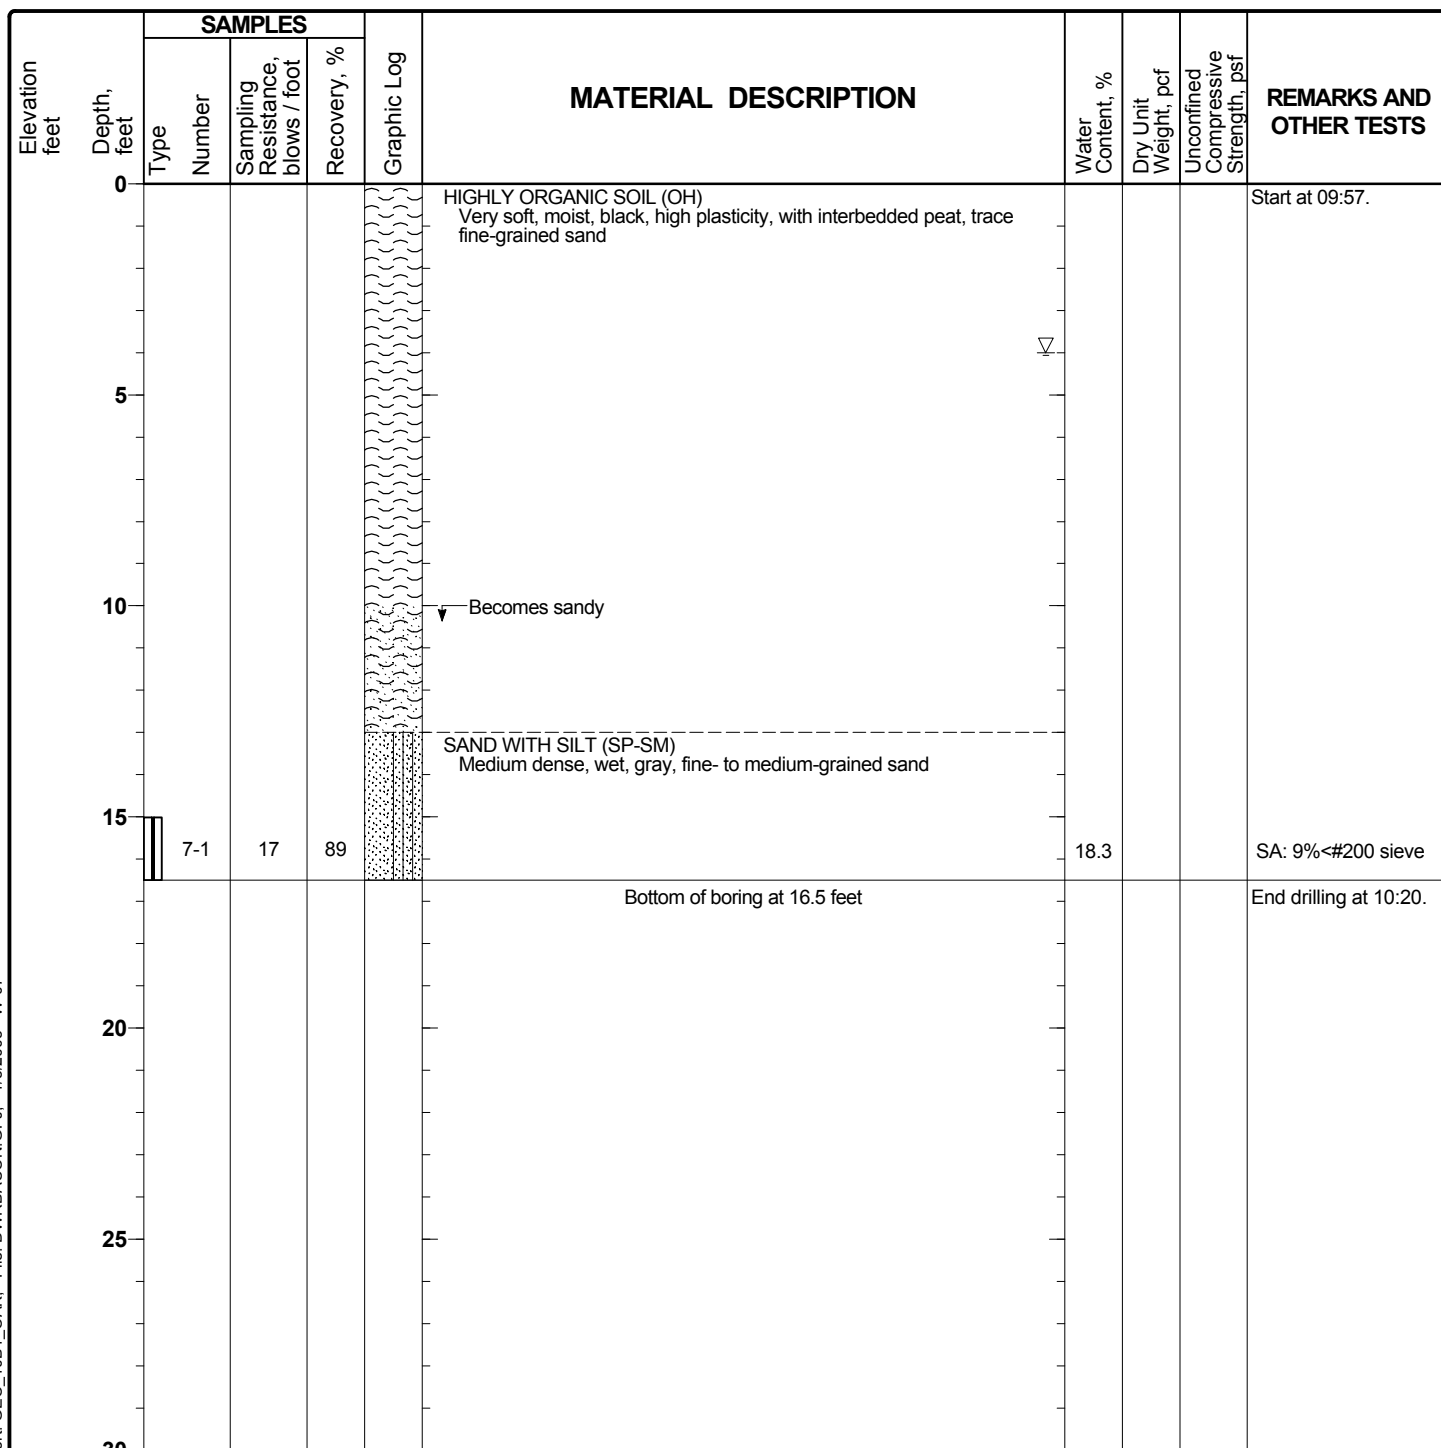 SAMPLES
Elevation
feet
Depth,
feet
Type
Number
Sampling
Resistance,
blows / foot
Recovery, %
Graphic Log
MATERIAL DESCRIPTION
Water
Content, %
Dry Unit
Weight, pcf
Unconfined
Compressive
Strength, psf
REMARKS AND
OTHER TESTS
0
HIGHLY ORGANIC SOIL (OH)
Very soft, moist, black, high plasticity, with interbedded peat, trace
fine-grained sand
Start at 09:57.
5
10
Becomes sandy
SAND WITH SILT (SP-SM)
Medium dense, wet, gray, fine- to medium-grained sand
15
7-1 17 89 18.3 SA: 9%<#200 sieve
Bottom of boring at 16.5 feet
End drilling at 10:20.
20
25
30